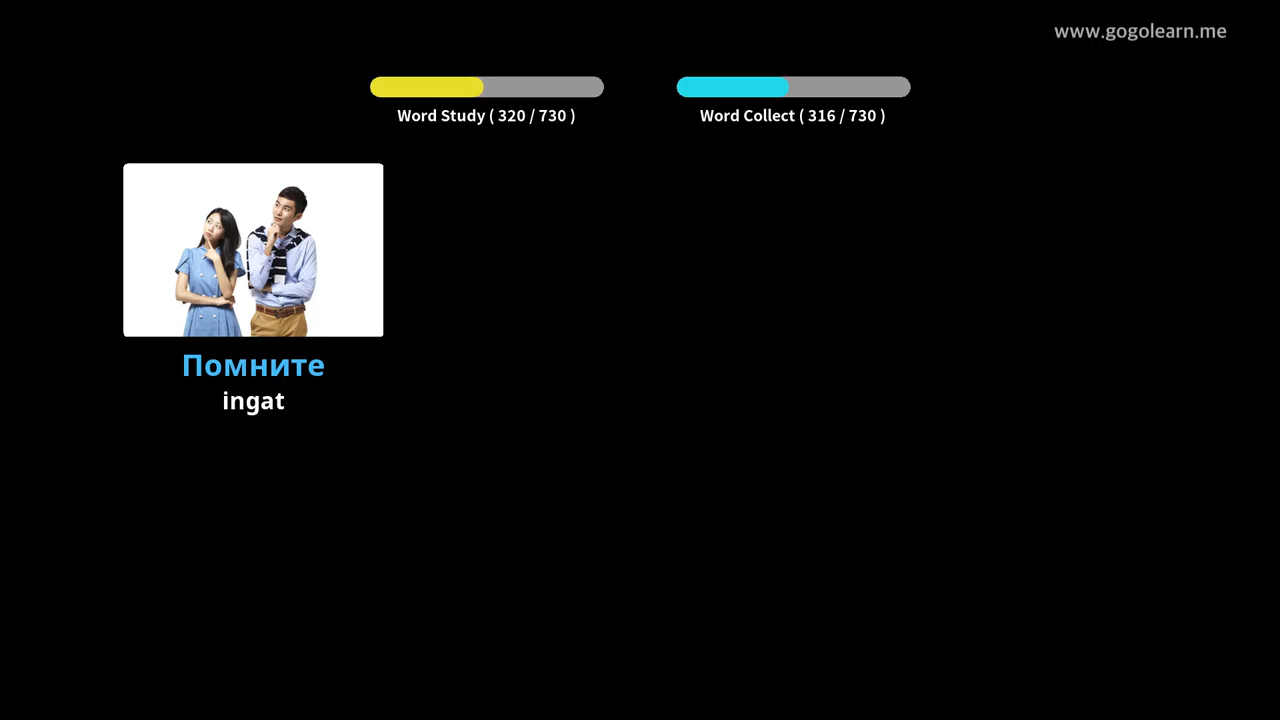 www.gogolearn.me
Word Study ( 320 / 730 )
Word Collect ( 316 / 730 )
Помните
ingat